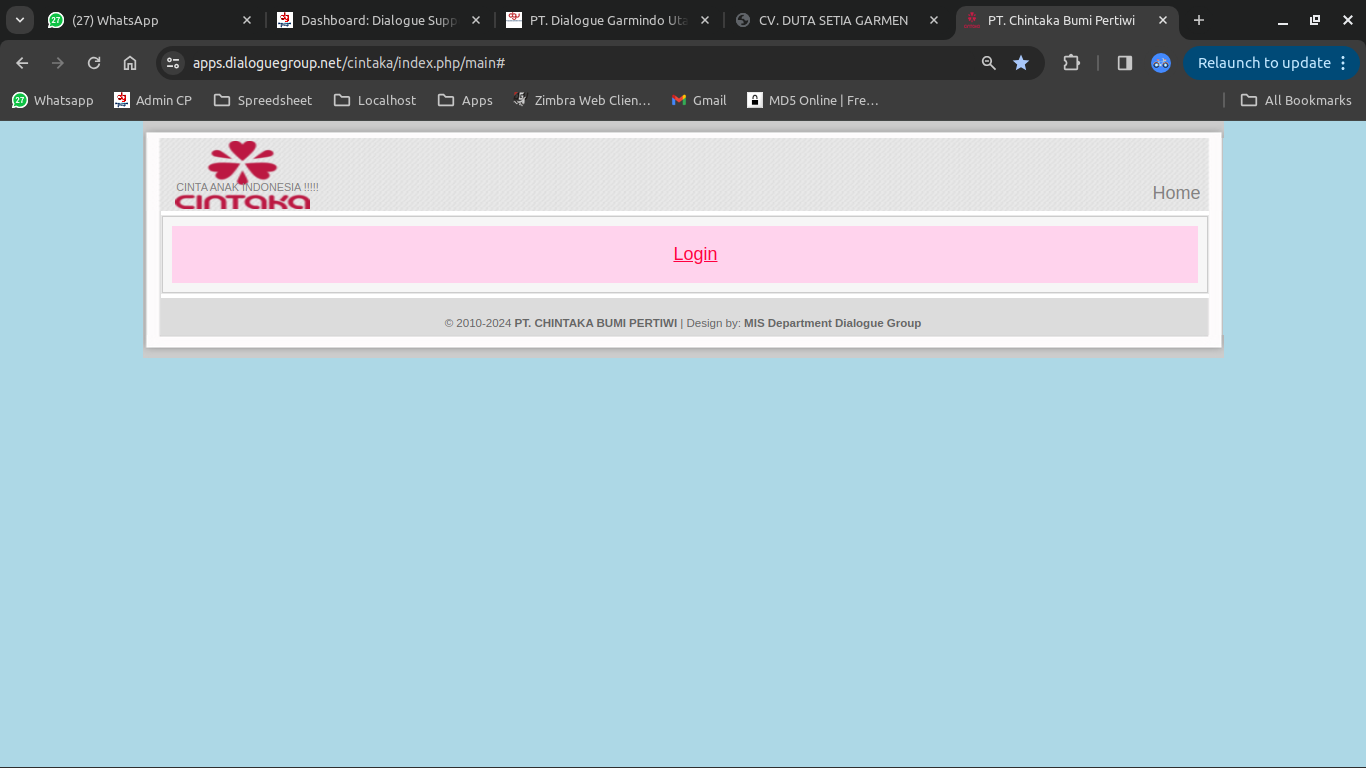 (27) WhatsApp
Dashboard: Dialogue Supp
PT. Dialogue Garmindo Uta
CV. DUTA SETIA GARMEN
PT. Chintaka Bumi Pertiwi
apps.dialoguegroup.net/cintaka/index.php/main#
Relaunch to update
27 Whatsapp
Admin CP
Spreedsheet
Localhost
Apps
Zimbra Web Clien…
Gmail
MD5 Online | Fre…
All Bookmarks
CINTA ANAK INDONESIA !!!!!
CINTAKA
Home
Login
© 2010-2024 PT. CHINTAKA BUMI PERTIWI | Design by: MIS Department Dialogue Group